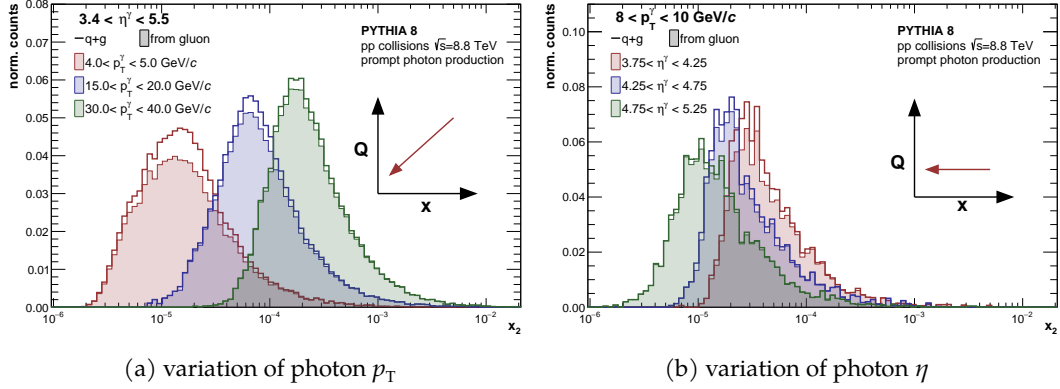 norm. counts
0.08
0.07
0.06
0.05
0.04
0.03
0.02
0.01
0.00
3.4 < η^γ < 5.5
q+g from gluon
4.0< p_T^γ < 5.0 GeV/c
15.0< p_T^γ < 20.0 GeV/c
30.0< p_T^γ < 40.0 GeV/c
PYTHIA 8
pp collisions √s=8.8 TeV
prompt photon production
Q
x
10⁻⁶ 10⁻⁵ 10⁻⁴ 10⁻³ 10⁻²
x₂
(a) variation of photon p_T
norm. counts
0.10
0.08
0.06
0.04
0.02
0.00
8 < p_T^γ < 10 GeV/c
q+g from gluon
3.75< η^γ < 4.25
4.25< η^γ < 4.75
4.75< η^γ < 5.25
PYTHIA 8
pp collisions √s=8.8 TeV
prompt photon production
Q
x
10⁻⁶ 10⁻⁵ 10⁻⁴ 10⁻³ 10⁻²
x₂
(b) variation of photon η